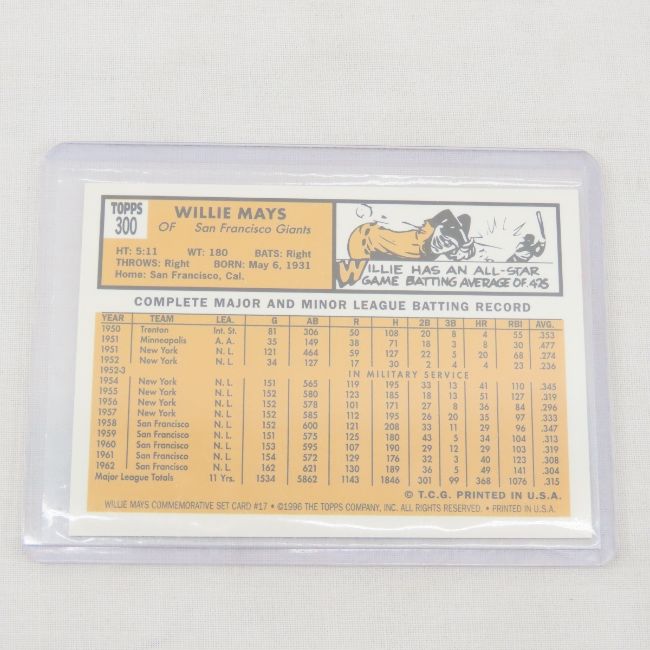 TOPPS
300
WILLIE MAYS
OF San Francisco Giants
HT: 5:11 WT: 180 BATS: Right
THROWS: Right BORN: May 6, 1931
Home: San Francisco, Cal.
WILLIE HAS AN ALL-STAR
GAME BATTING AVERAGE OF .475
COMPLETE MAJOR AND MINOR LEAGUE BATTING RECORD
YEAR TEAM LEA. G AB R H 2B 3B HR RBI AVG.
1950 Trenton Int. St. 81 306 50 108 20 8 4 55 .353
1951 Minneapolis A. A. 35 149 38 71 18 3 8 30 .477
1951 New York N. L. 121 464 59 127 22 5 20 68 .274
1952 New York N. L. 34 127 17 30 2 4 4 23 .236
1952-3 IN MILITARY SERVICE
1954 New York N. L. 151 565 119 195 33 13 41 110 .345
1955 New York N. L. 152 580 123 185 18 13 51 127 .319
1956 New York N. L. 152 578 101 171 27 8 36 84 .296
1957 New York N. L. 152 585 112 195 26 20 35 97 .333
1958 San Francisco N. L. 152 600 121 208 33 11 29 96 .347
1959 San Francisco N. L. 151 575 125 180 43 5 34 104 .313
1960 San Francisco N. L. 153 595 107 190 29 12 29 103 .319
1961 San Francisco N. L. 154 572 129 176 32 3 40 123 .308
1962 San Francisco N. L. 162 621 130 189 36 5 49 141 .304
Major League Totals 11 Yrs. 1534 5862 1143 1846 301 99 368 1076 .315
© T.C.G. PRINTED IN U.S.A.
WILLIE MAYS COMMEMORATIVE SET CARD #17 • ©1996 THE TOPPS COMPANY, INC. ALL RIGHTS RESERVED. • PRINTED IN U.S.A.